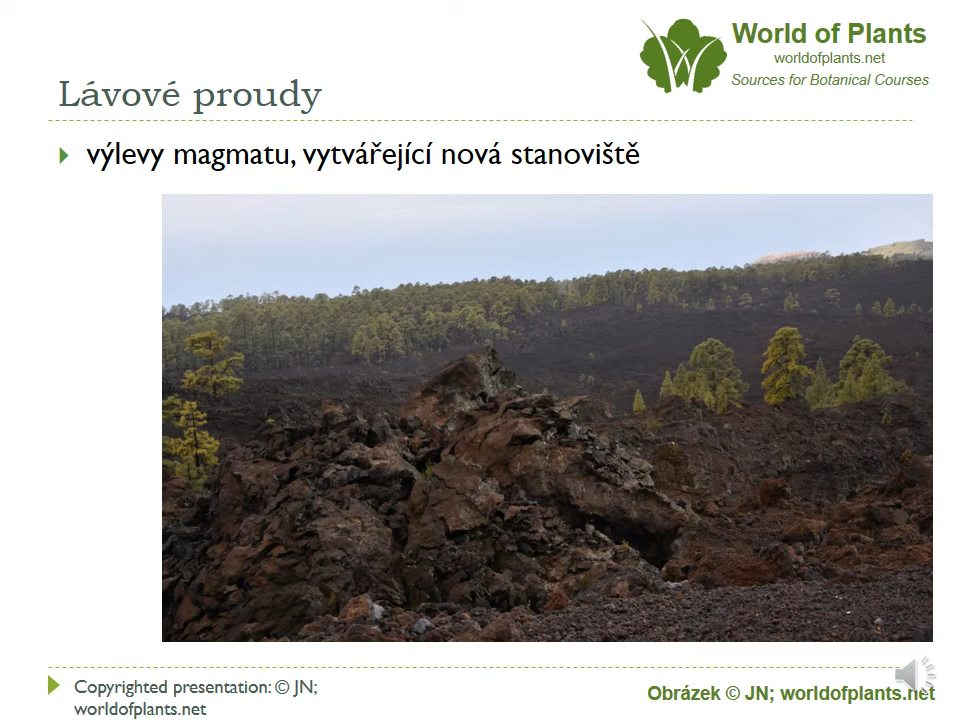 World of Plants
worldofplants.net
Sources for Botanical Courses
Lávové proudy
výlevy magmatu, vytvářející nová stanoviště
Copyrighted presentation: © JN;
worldofplants.net
Obrázek © JN; worldofplants.net